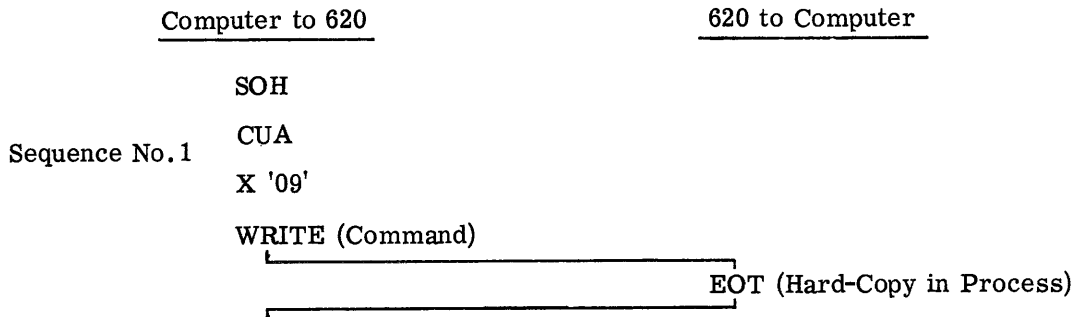 Computer to 620 620 to Computer
SOH
CUA
Sequence No.1
X '09'
WRITE (Command)
EOT (Hard-Copy in Process)